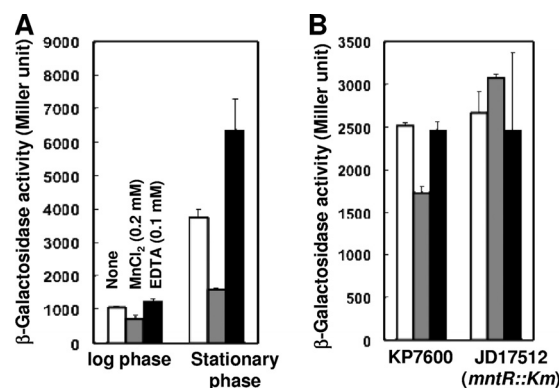 A
β-Galactosidase activity (Miller unit)
9000
8000
7000
6000
5000
4000
3000
2000
1000
0
None
MnCl2 (0.2 mM)
EDTA (0.1 mM)
log phase
Stationary
phase
B
β-Galactosidase activity (Miller unit)
3500
3000
2500
2000
1500
1000
500
0
KP7600
JD17512
(mntR::Km)